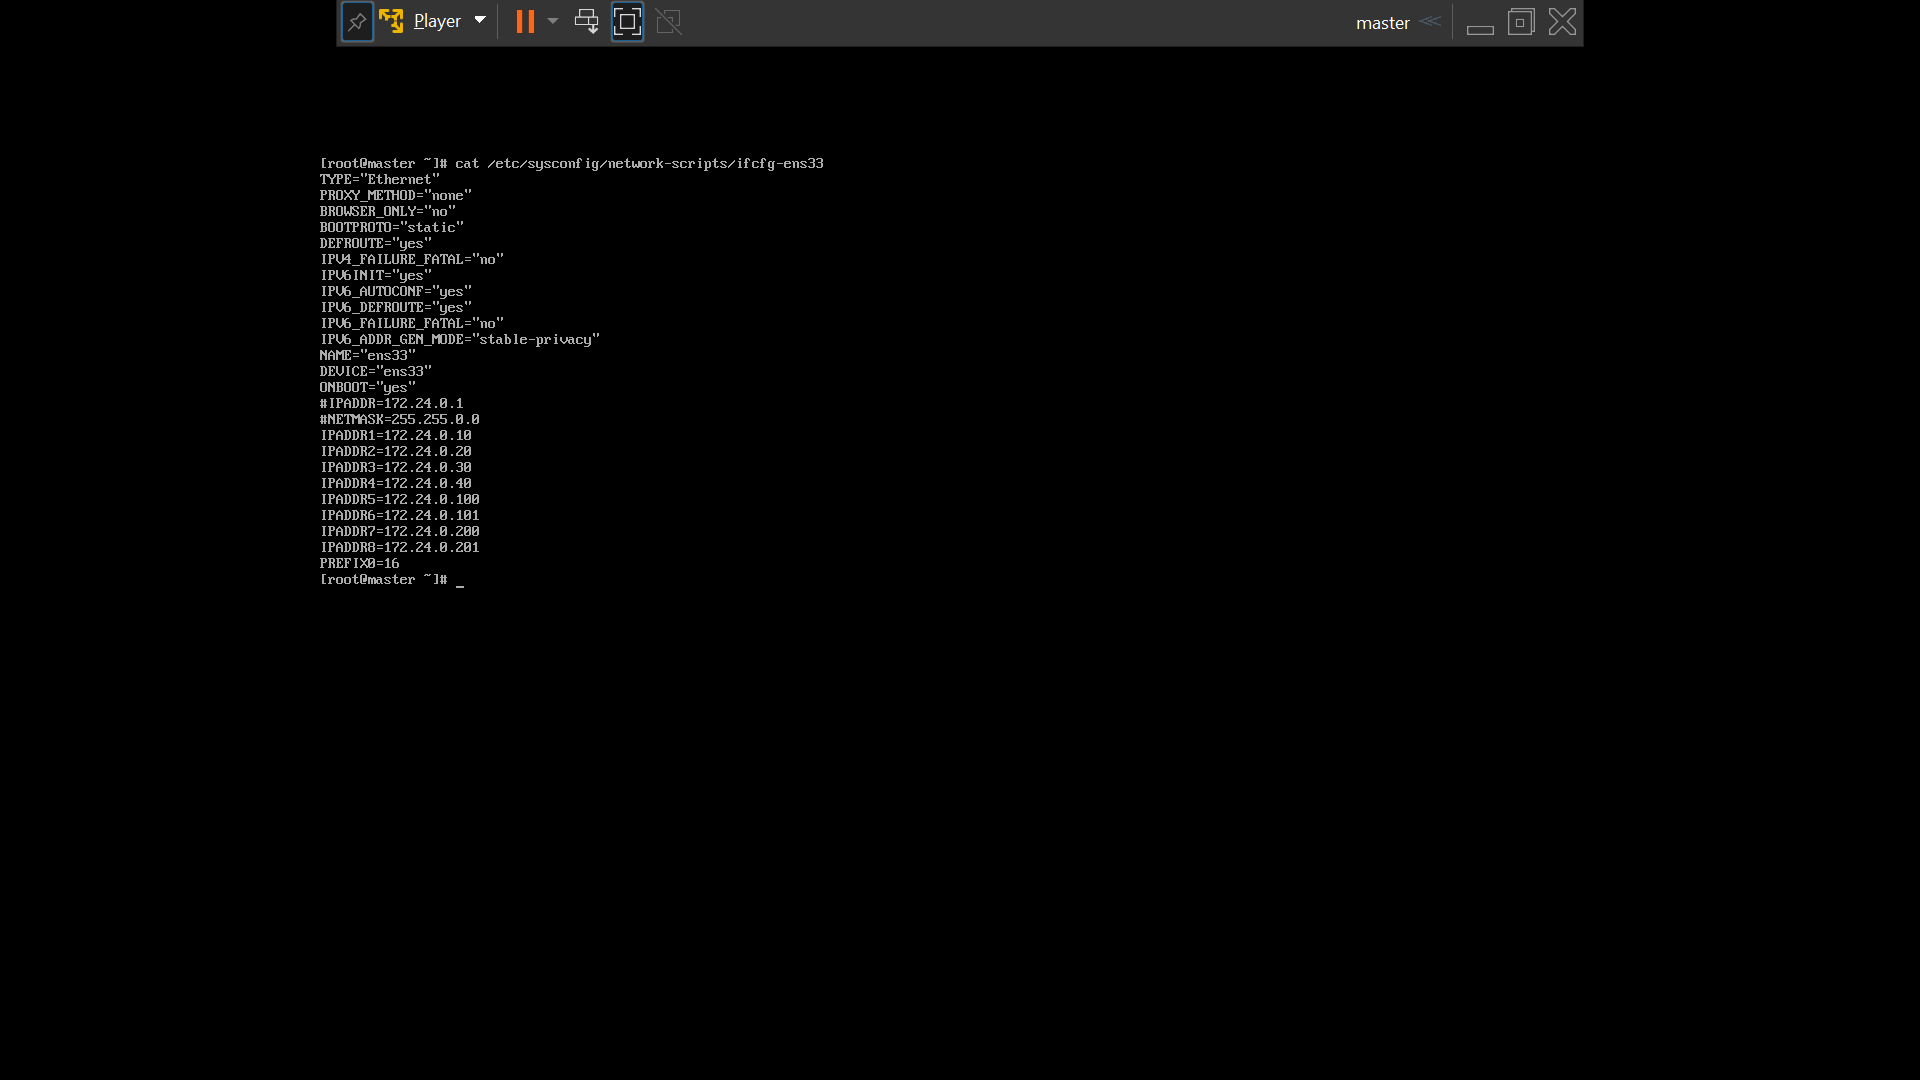 Player
master
[root@master ~]# cat /etc/sysconfig/network-scripts/ifcfg-ens33
TYPE="Ethernet"
PROXY_METHOD="none"
BROWSER_ONLY="no"
BOOTPROTO="static"
DEFROUTE="yes"
IPV4_FAILURE_FATAL="no"
IPV6INIT="yes"
IPV6_AUTOCONF="yes"
IPV6_DEFROUTE="yes"
IPV6_FAILURE_FATAL="no"
IPV6_ADDR_GEN_MODE="stable-privacy"
NAME="ens33"
DEVICE="ens33"
ONBOOT="yes"
#IPADDR=172.24.0.1
#NETMASK=255.255.0.0
IPADDR1=172.24.0.10
IPADDR2=172.24.0.20
IPADDR3=172.24.0.30
IPADDR4=172.24.0.40
IPADDR5=172.24.0.100
IPADDR6=172.24.0.101
IPADDR7=172.24.0.200
IPADDR8=172.24.0.201
PREFIX0=16
[root@master ~]# _